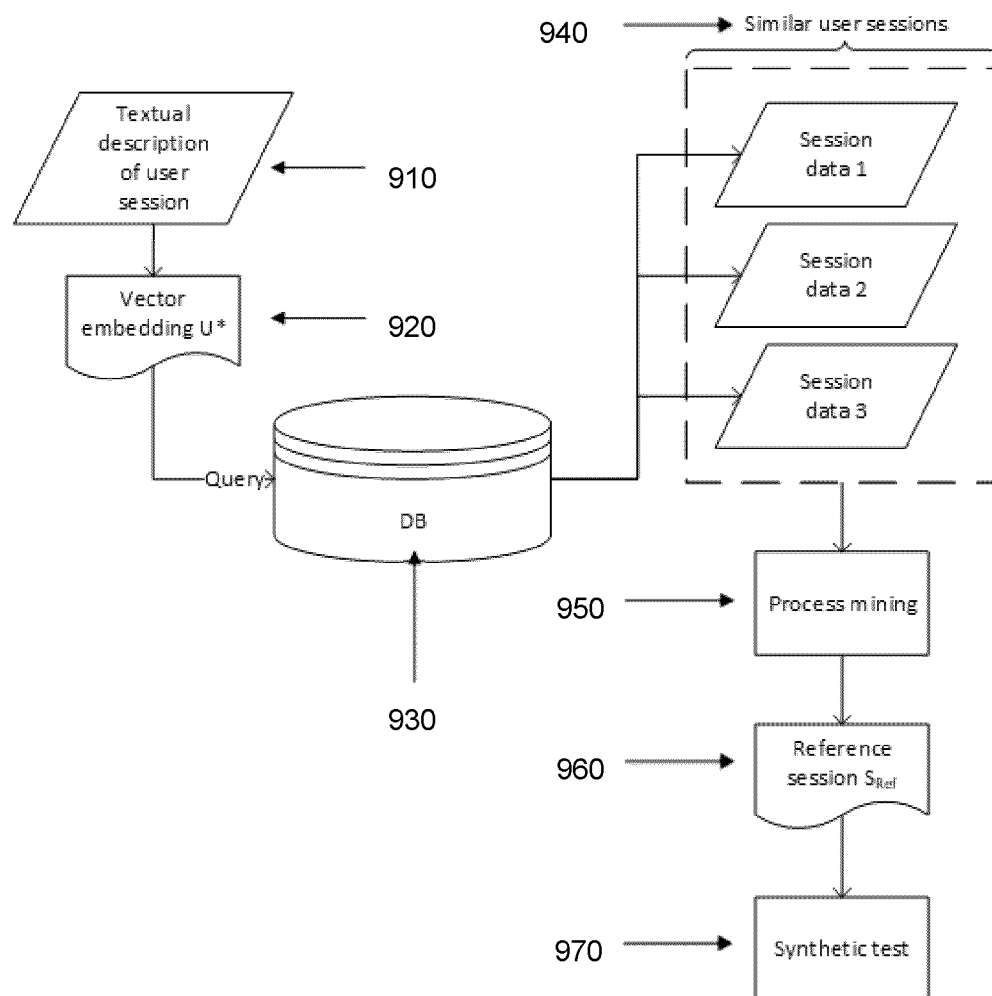 940
Similar user sessions
Textual
description
of user
session
910
Vector
embedding U*
920
Query
DB
930
Session
data 1
Session
data 2
Session
data 3
950
Process mining
960
Reference
session S_Ref
970
Synthetic test